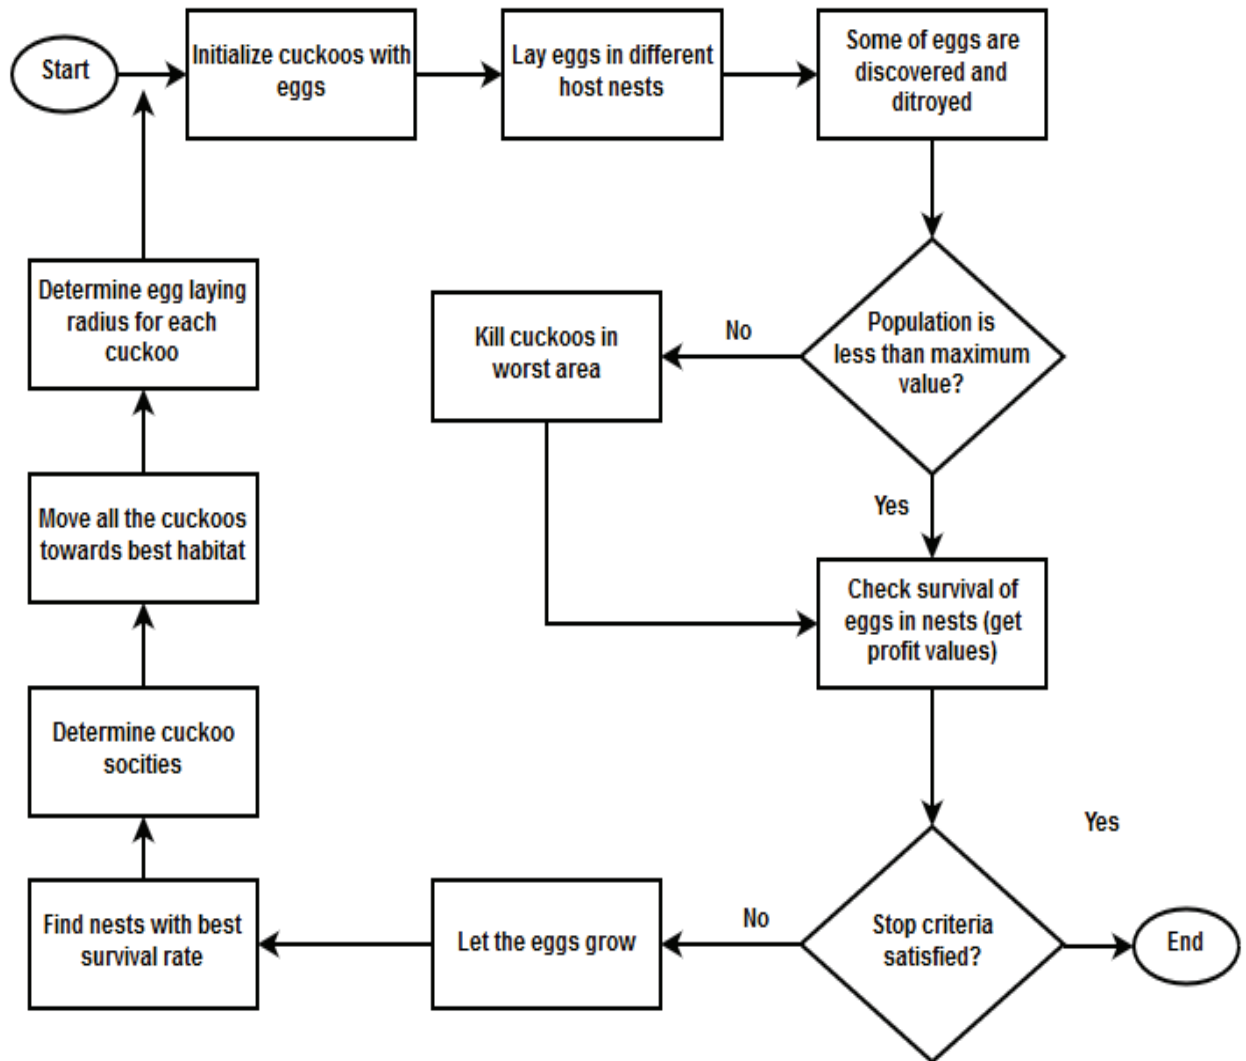 Start
Initialize cuckoos with
eggs
Lay eggs in different
host nests
Some of eggs are
discovered and
ditroyed
Determine egg laying
radius for each
cuckoo
Kill cuckoos in
worst area
No
Population is
less than maximum
value?
Yes
Move all the cuckoos
towards best habitat
Check survival of
eggs in nests (get
profit values)
Determine cuckoo
socities
Yes
Find nests with best
survival rate
Let the eggs grow
No
Stop criteria
satisfied?
End